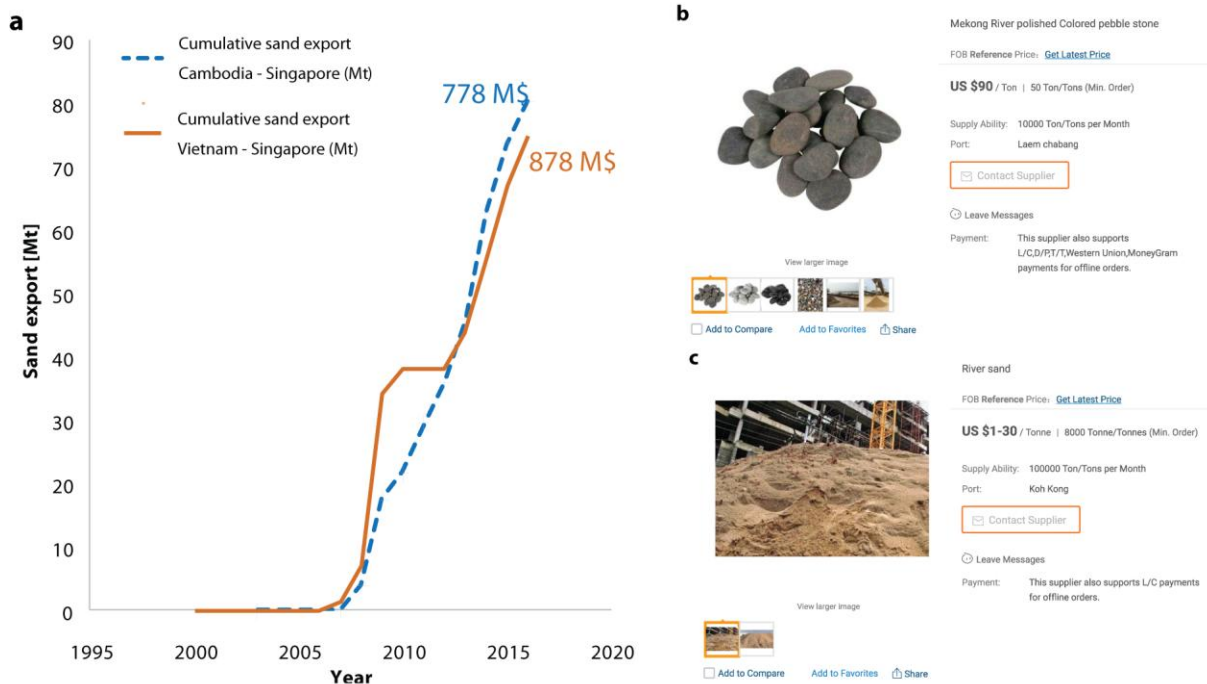 a
90
80
70
60
50
40
30
20
10
0
Sand export [Mt]
1995
2000
2005
2010
2015
2020
Year
Cumulative sand export
Cambodia - Singapore (Mt)
Cumulative sand export
Vietnam - Singapore (Mt)
778 M$
878 M$
b
Mekong River polished Colored pebble stone
FOB Reference Price: Get Latest Price
US $90 / Ton | 50 Ton/Tons (Min. Order)
Supply Ability: 10000 Ton/Tons per Month
Port: Laem chabang
Contact Supplier
Leave Messages
Payment: This supplier also supports
L/C,D/P,T/T,Western Union,MoneyGram
payments for offline orders.
View larger image
Add to Compare Add to Favorites Share
c
River sand
FOB Reference Price: Get Latest Price
US $1-30 / Tonne | 8000 Tonne/Tonnes (Min. Order)
Supply Ability: 100000 Ton/Tons per Month
Port: Koh Kong
Contact Supplier
Leave Messages
Payment: This supplier also supports L/C payments
for offline orders.
View larger image
Add to Compare Add to Favorites Share